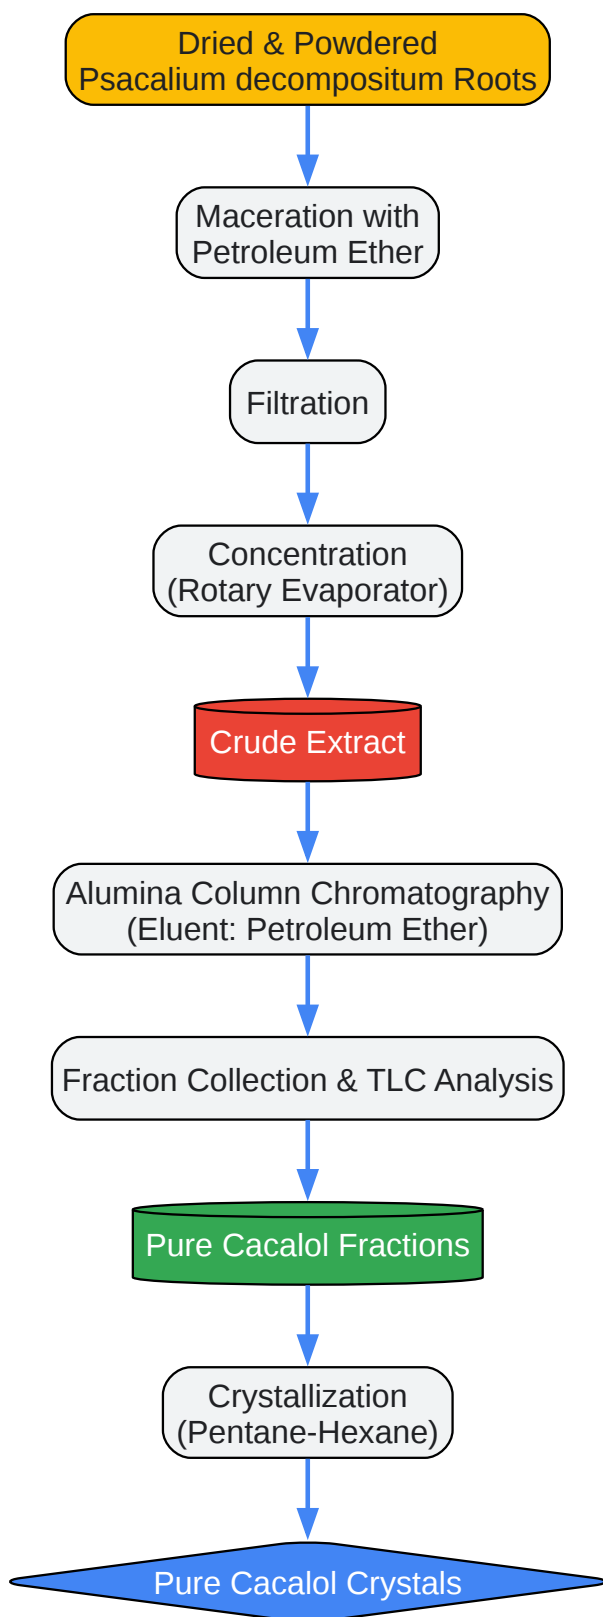 Dried & Powdered
Psacalium decompositum Roots
Maceration with
Petroleum Ether
Filtration
Concentration
(Rotary Evaporator)
Crude Extract
Alumina Column Chromatography
(Eluent: Petroleum Ether)
Fraction Collection & TLC Analysis
Pure Cacalol Fractions
Crystallization
(Pentane-Hexane)
Pure Cacalol Crystals